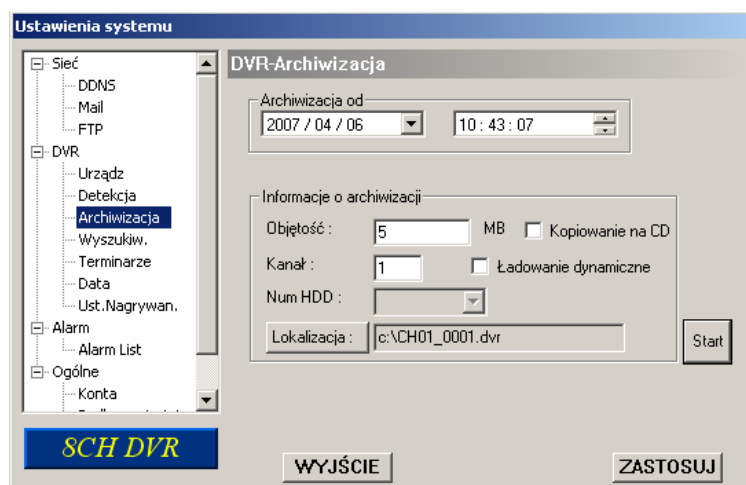 Ustawienia systemu
Sieć
DDNS
Mail
FTP
DVR
Urządz
Detekcja
Archiwizacja
Wyszukiw.
Terminarze
Data
Ust.Nagrywan.
Alarm
Alarm List
Ogólne
Konta
8CH DVR
DVR-Archiwizacja
Archiwizacja od
2007 / 04 / 06 10 : 43 : 07
Informacje o archiwizacji
Objętość : 5 MB Kopiowanie na CD
Kanał : 1 Ładowanie dynamiczne
Num HDD :
Lokalizacja : c:\CH01_0001.dvr
Start
WYJŚCIE ZASTOSUJ